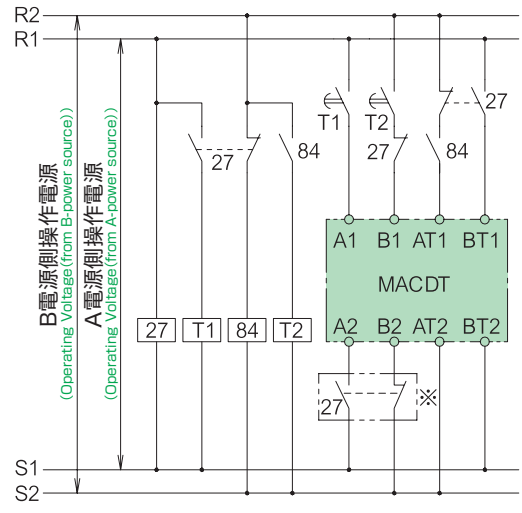 R2
R1
B電源側操作電源
(Operating Voltage(from B-power source))
A電源側操作電源
(Operating Voltage(from A-power source))
27
84
T1
T2
27
84
27
A1 B1 AT1 BT1
MACDT
A2 B2 AT2 BT2
27 T1 84 T2
27
※
S1
S2